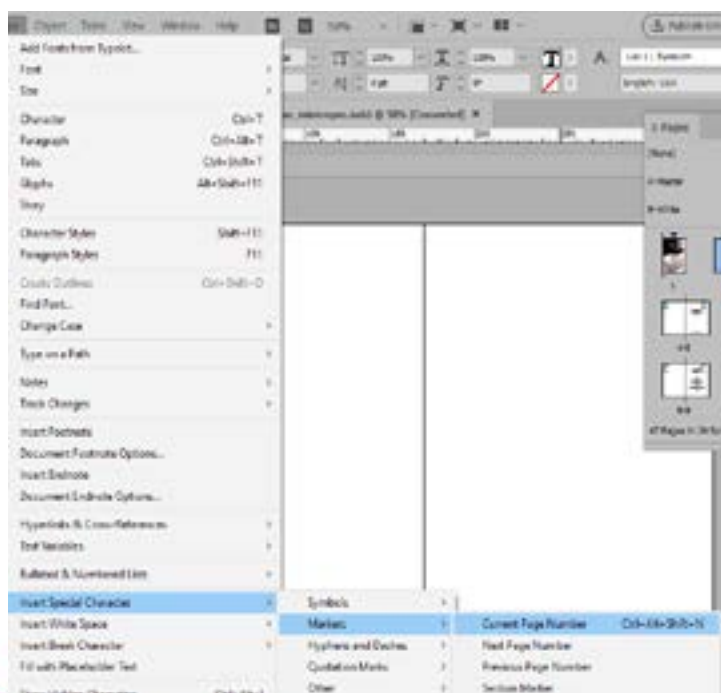 Object Table View Window Help
Add Fonts from Typekit...
Font
Size
Character Ctrl+T
Paragraph Ctrl+Alt+T
Tabs Ctrl+Shift+T
Glyphs Alt+Shift+F11
Story
Character Styles Shift+F11
Paragraph Styles F11
Create Outlines Ctrl+Shift+O
Find Font...
Change Case
Type on a Path
Notes
Track Changes
Insert Footnote
Document Footnote Options...
Insert Endnote
Document Endnote Options...
Hyperlinks & Cross-References
Text Variables
Bulleted & Numbered Lists
Insert Special Character
Insert White Space
Insert Break Character
Fill with Placeholder Text
Symbols
Markers
Hyphens and Dashes
Quotation Marks
Other
Current Page Number Ctrl+Alt+Shift+N
Next Page Number
Previous Page Number
Section Marker
Pages
[None]